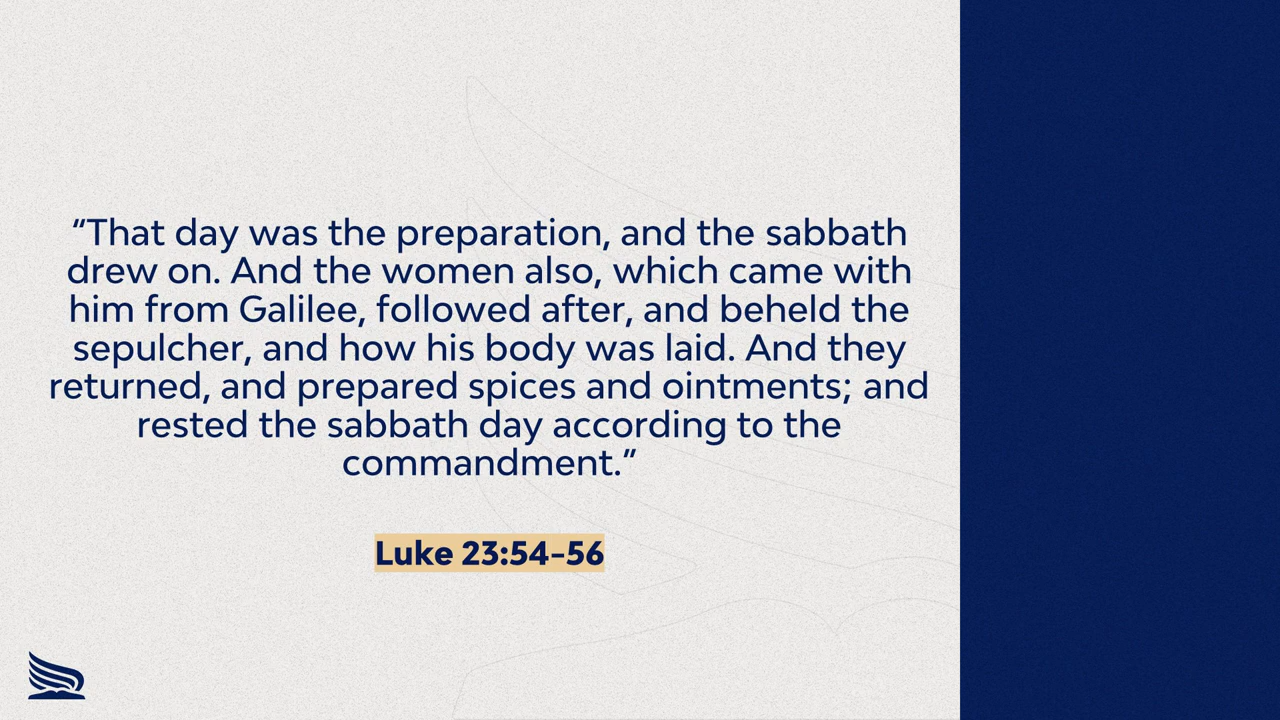 “That day was the preparation, and the sabbath
drew on. And the women also, which came with
him from Galilee, followed after, and beheld the
sepulcher, and how his body was laid. And they
returned, and prepared spices and ointments; and
rested the sabbath day according to the
commandment.”
Luke 23:54-56